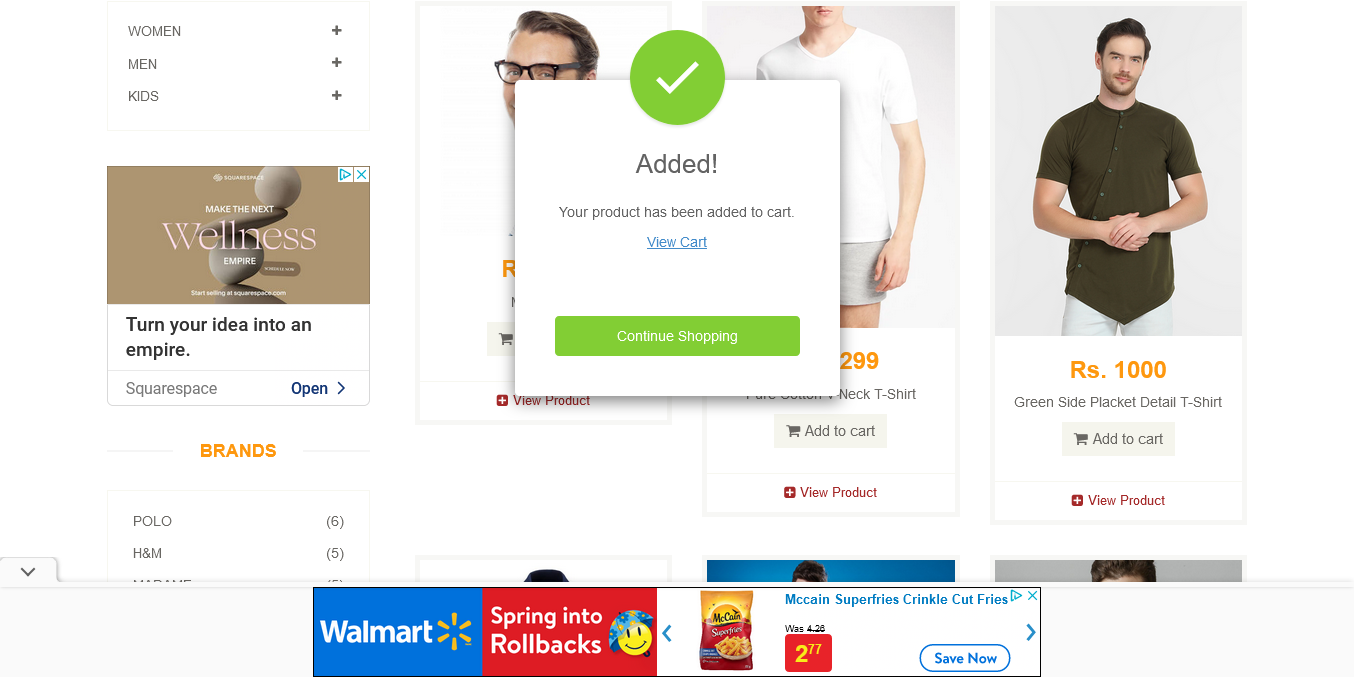 WOMEN
MEN
KIDS
SQUARESPACE
MAKE THE NEXT
Wellness
EMPIRE
Start selling at squarespace.com
Turn your idea into an
empire.
Squarespace
Open
BRANDS
POLO (6)
H&M (5)
Added!
Your product has been added to cart.
View Cart
Continue Shopping
View Product
299
Pure Cotton V-Neck T-Shirt
Add to cart
View Product
Rs. 1000
Green Side Placket Detail T-Shirt
Add to cart
View Product
Walmart
Spring into
Rollbacks
McCain
Superfries
Mccain Superfries Crinkle Cut Fries
Was 4.26
2.77
Save Now